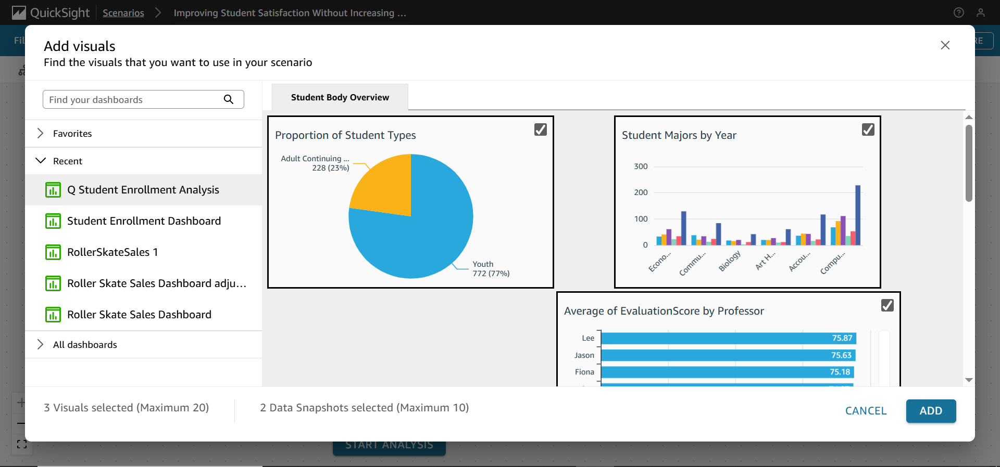 QuickSight
Scenarios
Improving Student Satisfaction Without Increasing ...
Fil
RE
Add visuals
Find the visuals that you want to use in your scenario
Find your dashboards
Favorites
Recent
Q Student Enrollment Analysis
Student Enrollment Dashboard
RollerSkateSales 1
Roller Skate Sales Dashboard adju...
Roller Skate Sales Dashboard
All dashboards
Student Body Overview
Proportion of Student Types
Adult Continuing ...
228 (23%)
Youth
772 (77%)
Student Majors by Year
300
200
100
0
Econo...
Commu...
Biology
Art H...
Accou...
Compu...
Average of EvaluationScore by Professor
Lee
75.87
Jason
75.63
Fiona
75.18
3 Visuals selected (Maximum 20)
2 Data Snapshots selected (Maximum 10)
CANCEL
ADD
START ANALYSIS